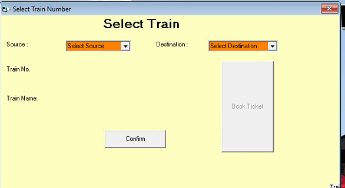 Select Train Number
Select Train
Source : Select Source Destination : Select Destination
Train No.
Train Name:
Book Ticket
Confirm